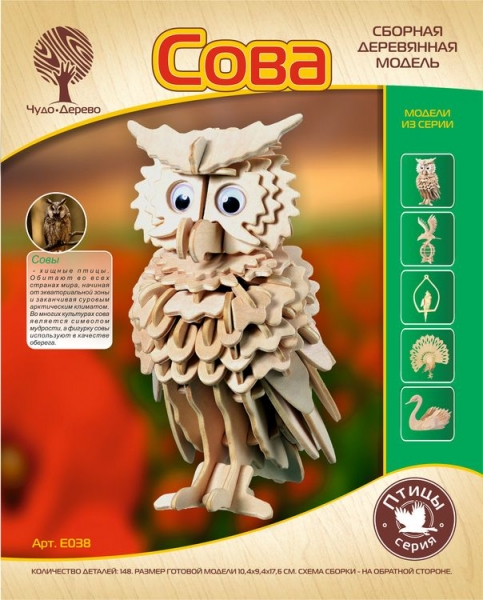 Чудо-Дерево
Сова
СБОРНАЯ
ДЕРЕВЯННАЯ
МОДЕЛЬ
МОДЕЛИ
ИЗ СЕРИИ
Совы
- хищные птицы.
Обитают во всех
странах мира, начиная
от экваториальной зоны
и заканчивая суровым
арктическим климатом.
Во многих культурах сова
является символом
мудрости, а фигурку совы
используют в качестве
оберега.
Птицы
серия
Арт. E038
КОЛИЧЕСТВО ДЕТАЛЕЙ: 148. РАЗМЕР ГОТОВОЙ МОДЕЛИ 10,4х9,4х17,6 СМ. СХЕМА СБОРКИ - НА ОБРАТНОЙ СТОРОНЕ.